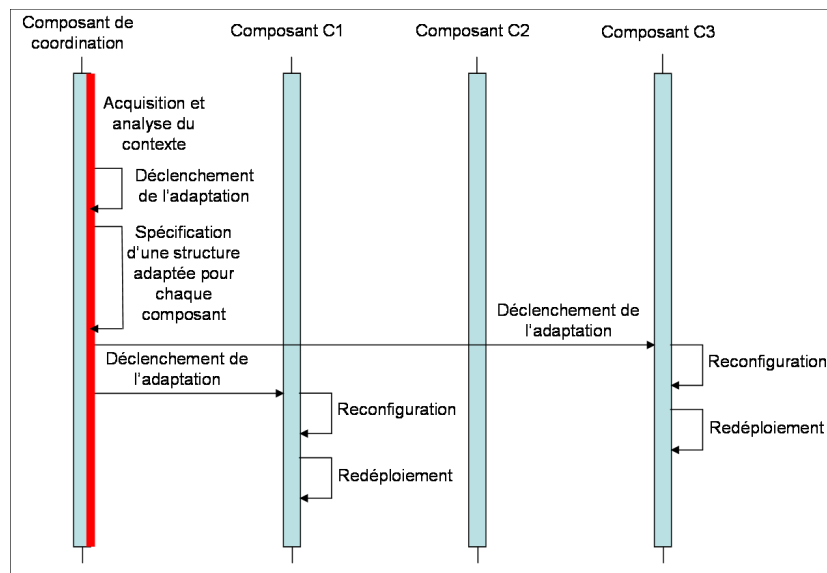 Composant de
coordination
Composant C1
Composant C2
Composant C3
Acquisition et
analyse du
contexte
Déclenchement
de l'adaptation
Spécification
d'une structure
adaptée pour
chaque
composant
Déclenchement de
l'adaptation
Reconfiguration
Déclenchement de
l'adaptation
Reconfiguration
Redéploiement
Redéploiement